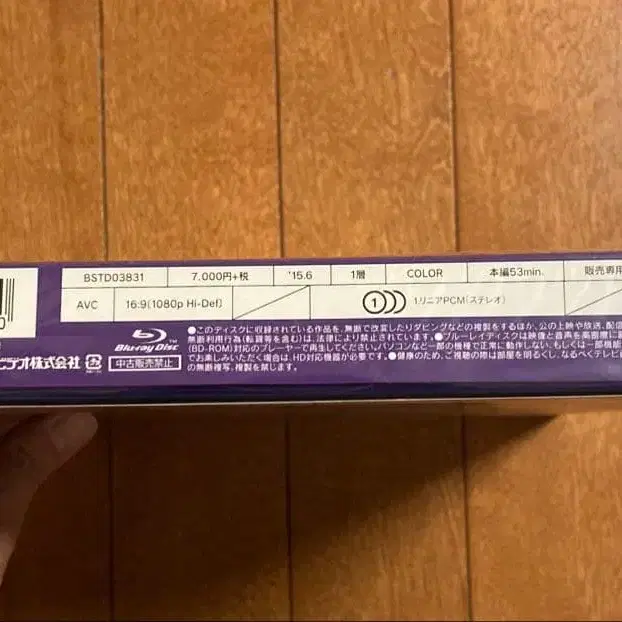 BSTD03831 7,000円+税 '15.6 1層 COLOR 本編53min. 販売専用
AVC 16:9(1080p Hi-Def) 1 1.リニアPCM(ステレオ)
Blu-ray Disc
デオ株式会社 中古販売禁止
●このディスクに収録されている作品を、無断で改変したりダビングなどの複製をするほか、公の上映や放送、配信
無断利用行為(転載等を含む)は、法律により禁止されています。●ブルーレイディスクは映像と音声を高密度に
(BD-ROM)対応のプレーヤーで再生してください。パソコンなど一部の機種で正常に動作しない、もしくは一部機能
でお楽しみいただく場合は、HD対応機器が必要です。●健康のため、ご視聴の際は部屋を明るくし、なるべくテレビ
の無断複写、複製を禁じます。